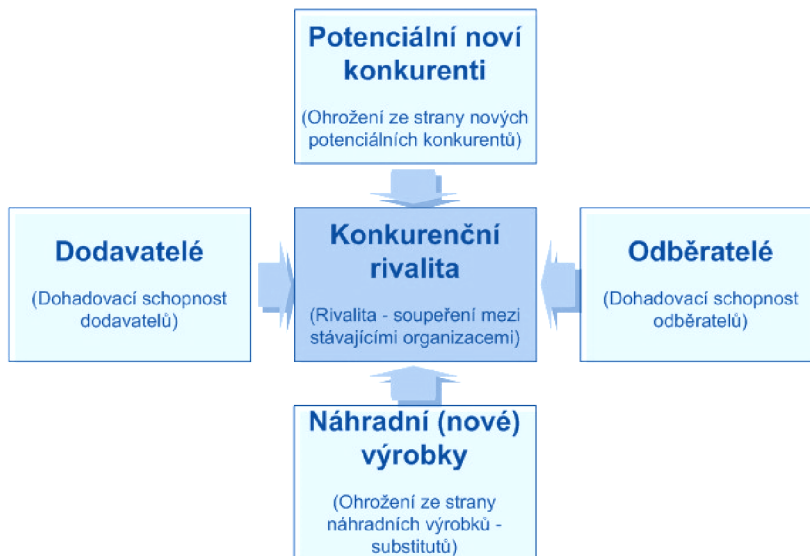 Potenciální noví
konkurenti
(Ohrožení ze strany nových
potenciálních konkurentů)
Dodavatelé
(Dohadovací schopnost
dodavatelů)
Konkurenční
rivalita
(Rivalita - soupeření mezi
stávajícími organizacemi)
Odběratelé
(Dohadovací schopnost
odběratelů)
Náhradní (nové)
výrobky
(Ohrožení ze strany
náhradních výrobků -
substitutů)